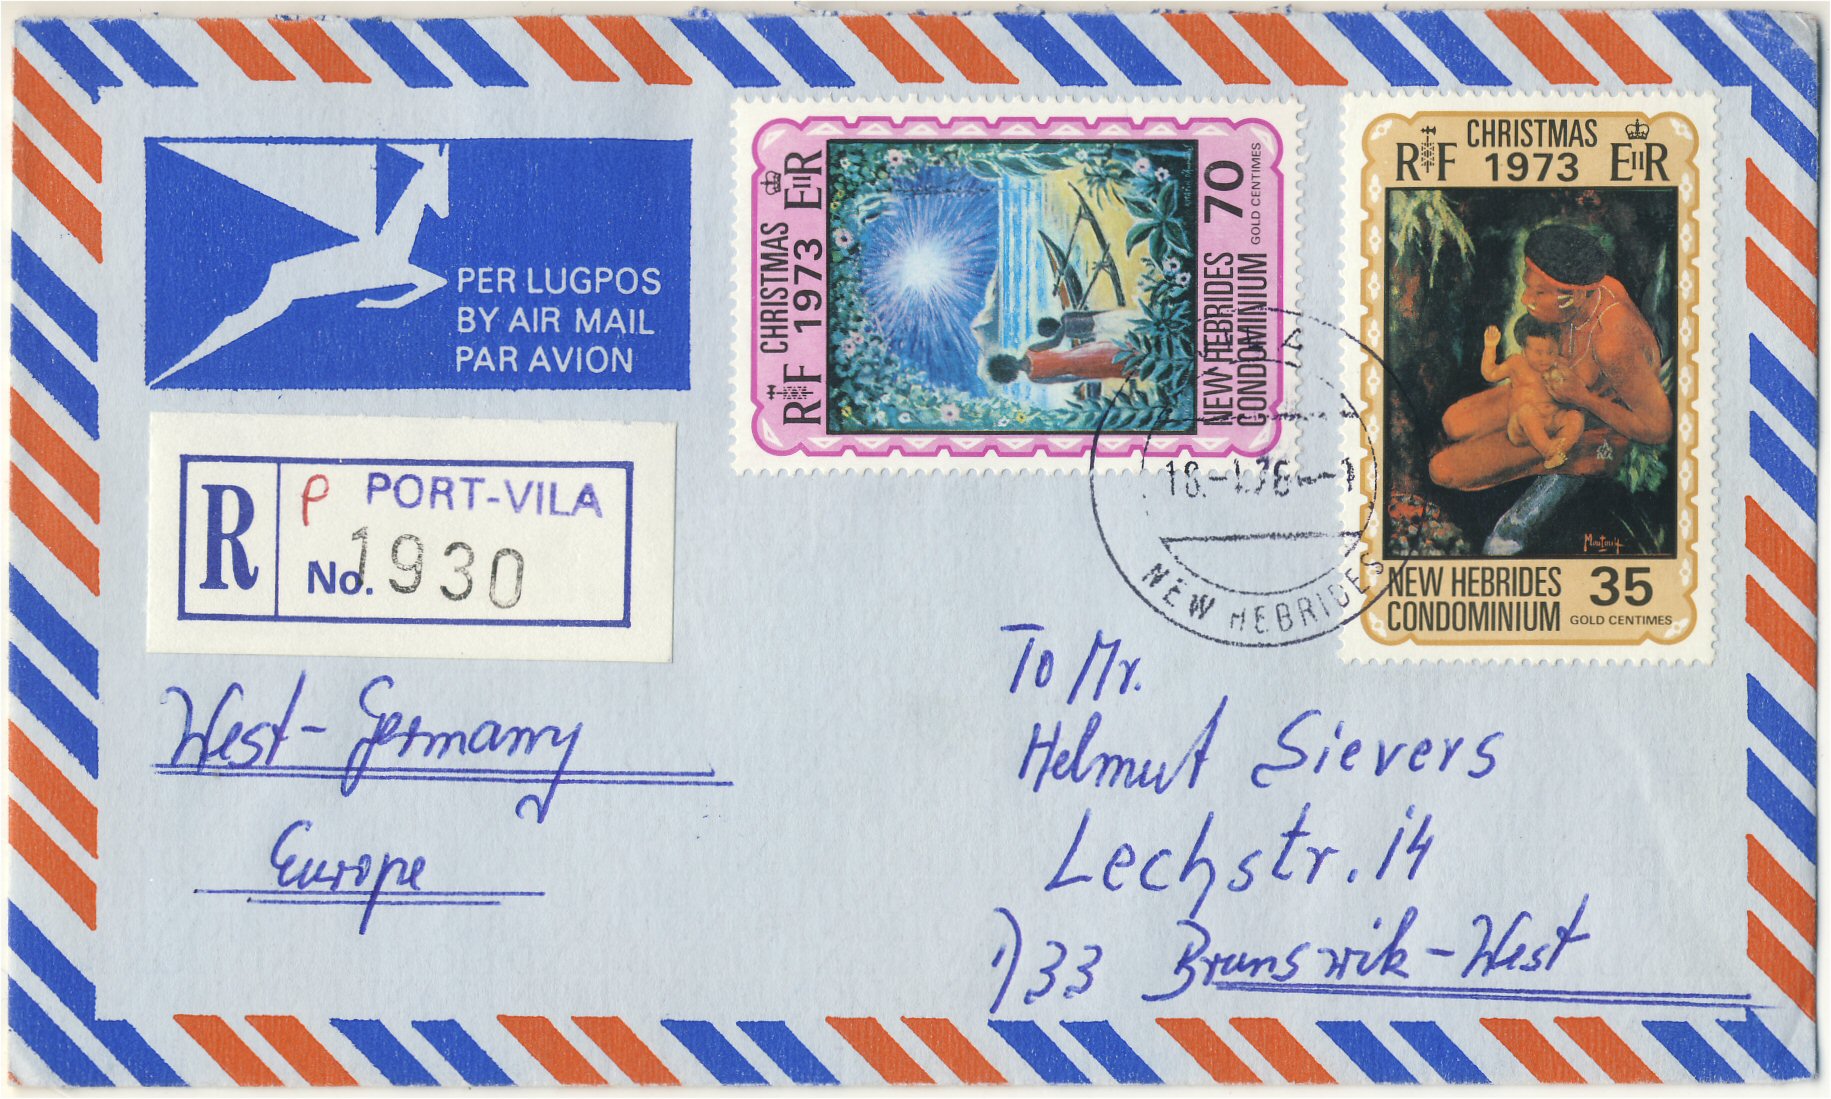 PER LUGPOS
BY AIR MAIL
PAR AVION
CHRISTMAS
1973
RF
EIIR
NEW HEBRIDES
CONDOMINIUM
70
GOLD CENTIMES
CHRISTMAS
RF 1973 EIIR
NEW HEBRIDES
CONDOMINIUM
35
GOLD CENTIMES
NEW HEBRIDES
R
P PORT-VILA
No. 1930
West-Germany
Europe
To Mr.
Helmut Sievers
Lechstr. 14
33 Brunswik-West